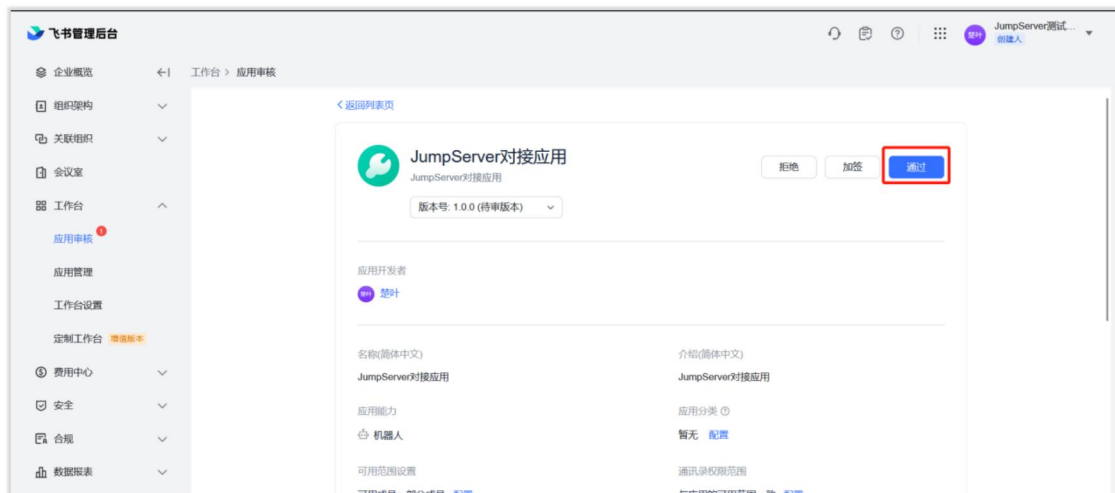 飞书管理后台
JumpServer测试...
创建人
企业概览
工作台 > 应用审核
组织架构
关联组织
会议室
工作台
应用审核
1
应用管理
工作台设置
定制工作台 增值版本
费用中心
安全
合规
数据报表
返回列表页
JumpServer对接应用
JumpServer对接应用
版本号: 1.0.0 (待审版本)
拒绝
加签
通过
应用开发者
楚叶
楚叶
名称(简体中文)
JumpServer对接应用
介绍(简体中文)
JumpServer对接应用
应用能力
机器人
应用分类
暂无 配置
可用范围设置
通讯录权限范围